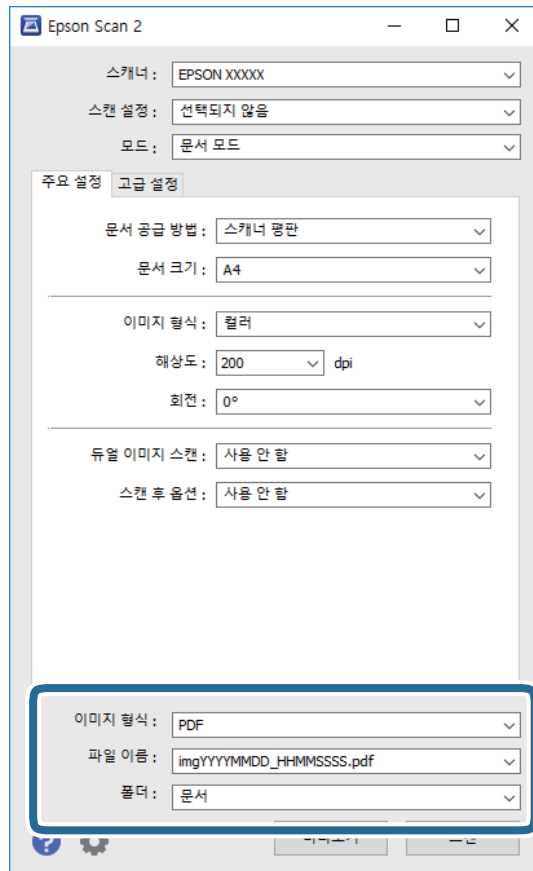 Epson Scan 2
스캐너 : EPSON XXXXX
스캔 설정 : 선택되지 않음
모드 : 문서 모드
주요 설정 고급 설정
문서 공급 방법 : 스캐너 평판
문서 크기 : A4
이미지 형식 : 컬러
해상도 : 200 dpi
회전 : 0°
듀얼 이미지 스캔 : 사용 안 함
스캔 후 옵션 : 사용 안 함
이미지 형식 : PDF
파일 이름 : imgYYYYMMDD_HHMMSSSS.pdf
폴더 : 문서